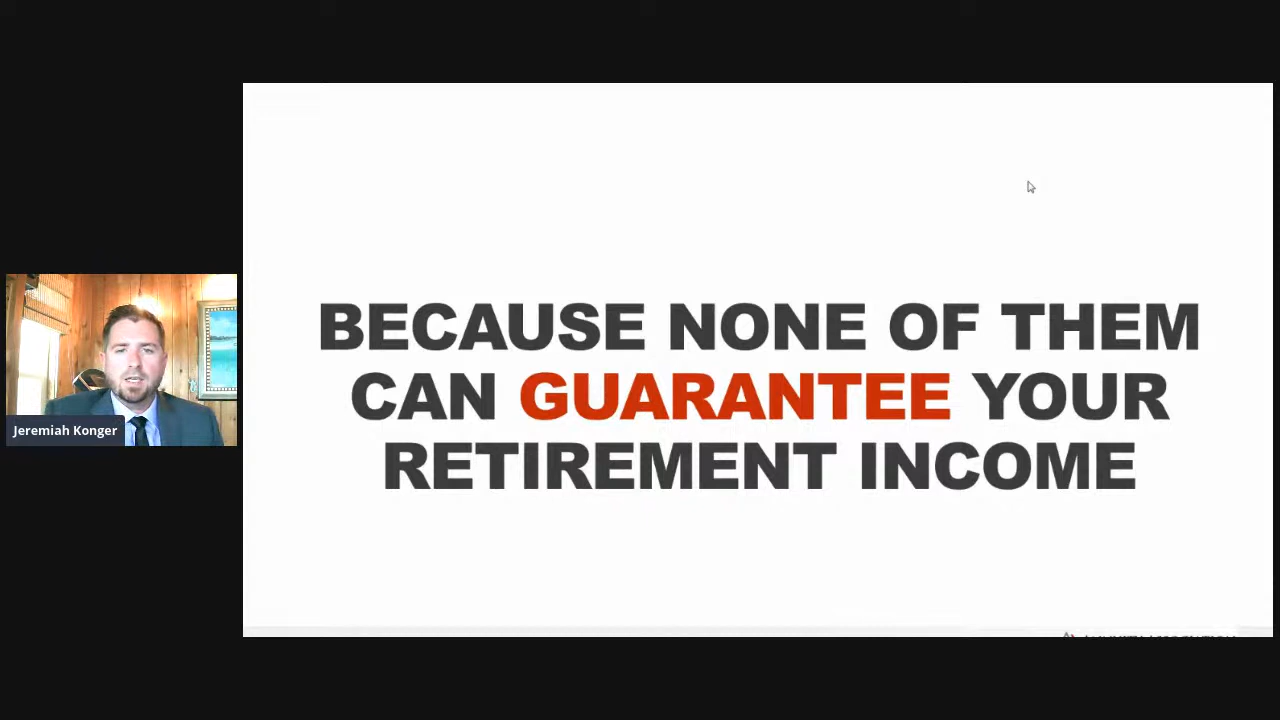 BECAUSE NONE OF THEM
CAN GUARANTEE YOUR
RETIREMENT INCOME
Jeremiah Konger